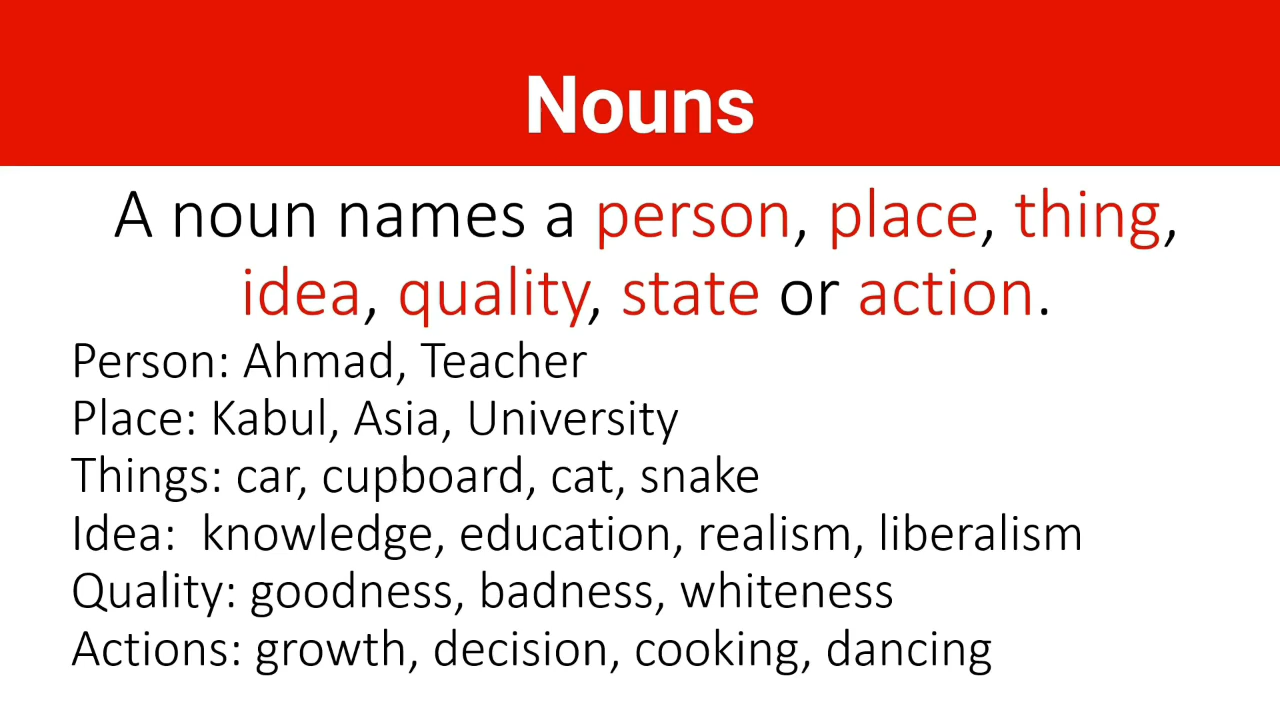 Nouns
A noun names a person, place, thing,
idea, quality, state or action.
Person: Ahmad, Teacher
Place: Kabul, Asia, University
Things: car, cupboard, cat, snake
Idea:  knowledge, education, realism, liberalism
Quality: goodness, badness, whiteness
Actions: growth, decision, cooking, dancing